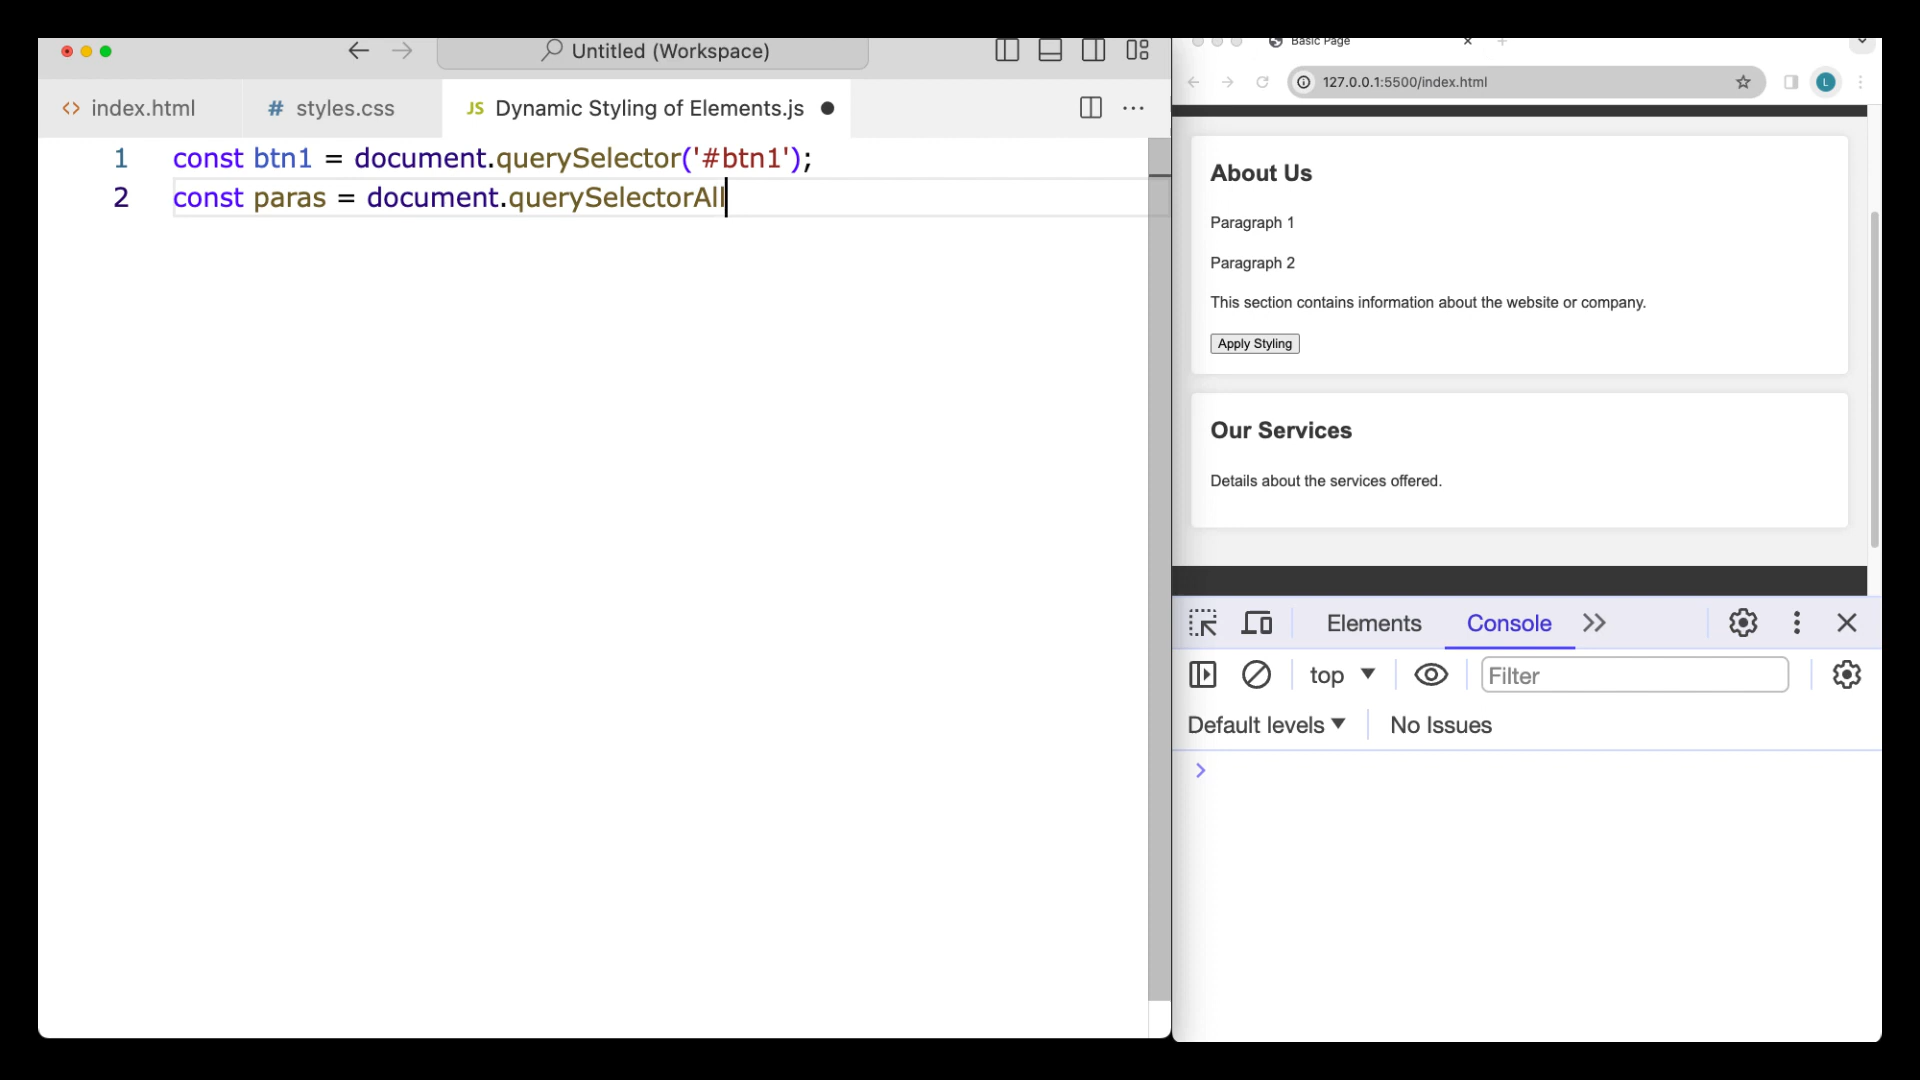 Untitled (Workspace)
index.html
# styles.css
JS Dynamic Styling of Elements.js
1 const btn1 = document.querySelector('#btn1');
2 const paras = document.querySelectorAll
Basic Page
127.0.0.1:5500/index.html
L
About Us
Paragraph 1
Paragraph 2
This section contains information about the website or company.
Apply Styling
Our Services
Details about the services offered.
Elements
Console
top
Filter
Default levels
No Issues